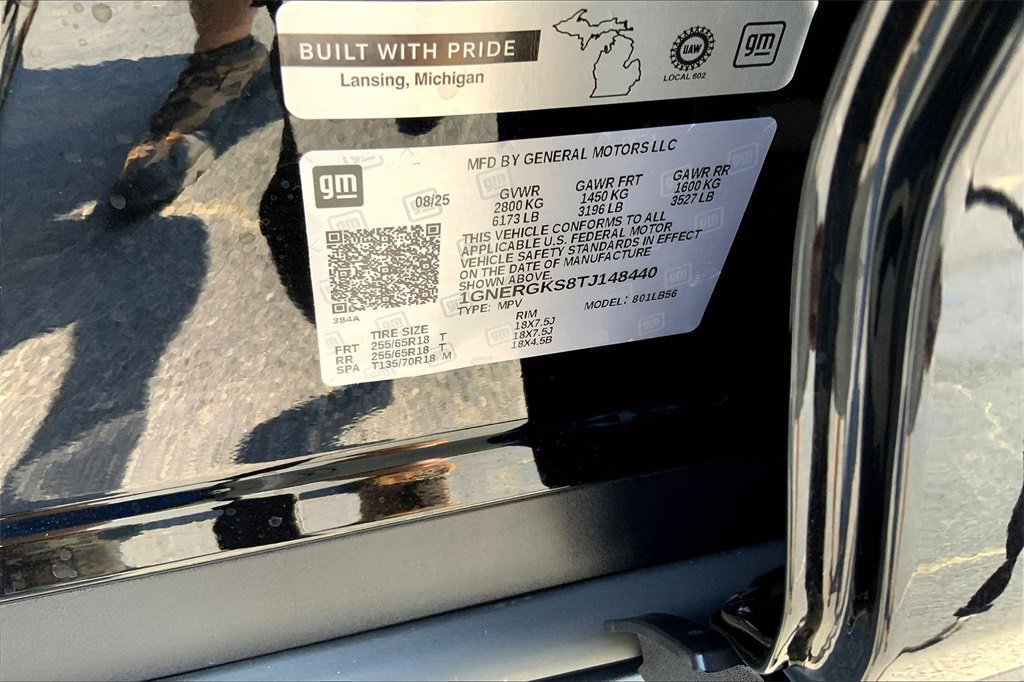 BUILT WITH PRIDE
Lansing, Michigan
UAW
LOCAL 602
gm
gm
MFD BY GENERAL MOTORS LLC
08/25
GVWR GAWR FRT GAWR RR
2800 KG 1450 KG 1600 KG
6173 LB 3196 LB 3527 LB
THIS VEHICLE CONFORMS TO ALL
APPLICABLE U.S. FEDERAL MOTOR
VEHICLE SAFETY STANDARDS IN EFFECT
ON THE DATE OF MANUFACTURE
SHOWN ABOVE.
1GNERGKS8TJ148440
TYPE: MPV MODEL: 801LB56
384A
TIRE SIZE RIM
FRT 255/65R18 T 18X7.5J
RR 255/65R18 T 18X7.5J
SPA T135/70R18 M 18X4.5B